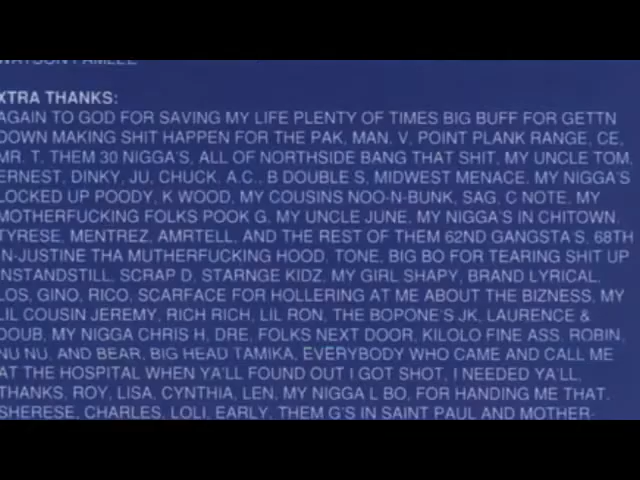 XTRA THANKS:
AGAIN TO GOD FOR SAVING MY LIFE PLENTY OF TIMES BIG BUFF FOR GETTN
DOWN MAKING SHIT HAPPEN FOR THE PAK, MAN, V, POINT PLANK RANGE, CE,
MR. T, THEM 30 NIGGA'S, ALL OF NORTHSIDE BANG THAT SHIT, MY UNCLE TOM,
ERNEST, DINKY, JU, CHUCK, A.C., B DOUBLE S, MIDWEST MENACE, MY NIGGA'S
LOCKED UP POODY, K WOOD, MY COUSINS NOO-N-BUNK, SAG, C NOTE, MY
MOTHERFUCKING FOLKS POOK G, MY UNCLE JUNE, MY NIGGA'S IN CHITOWN,
TYRESE, MENTREZ, AMRTELL, AND THE REST OF THEM 62ND GANGSTA'S, 68TH
-N-JUSTINE THA MUTHERFUCKING HOOD, TONE, BIG BO FOR TEARING SHIT UP
INSTANDSTILL, SCRAP D, STARNGE KIDZ, MY GIRL SHAPY, BRAND LYRICAL,
LOS, GINO, RICO, SCARFACE FOR HOLLERING AT ME ABOUT THE BIZNESS, MY
LIL COUSIN JEREMY, RICH RICH, LIL RON, THE BOPONE'S JK, LAURENCE &
DOUB, MY NIGGA CHRIS H, DRE, FOLKS NEXT DOOR, KILOLO FINE ASS, ROBIN,
NU NU, AND BEAR, BIG HEAD TAMIKA, EVERYBODY WHO CAME AND CALL ME
AT THE HOSPITAL WHEN YA'LL FOUND OUT I GOT SHOT, I NEEDED YA'LL,
THANKS, ROY, LISA, CYNTHIA, LEN, MY NIGGA L BO, FOR HANDING ME THAT,
SHERESE, CHARLES, LOLI, EARLY, THEM G'S IN SAINT PAUL AND MOTHER-